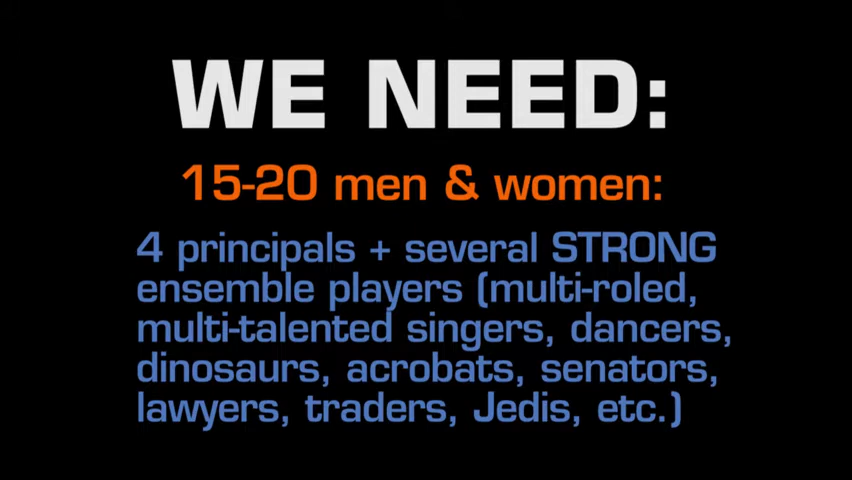 WE NEED:
15-20 men & women:
4 principals + several STRONG
ensemble players (multi-roled,
multi-talented singers, dancers,
dinosaurs, acrobats, senators,
lawyers, traders, Jedis, etc.)